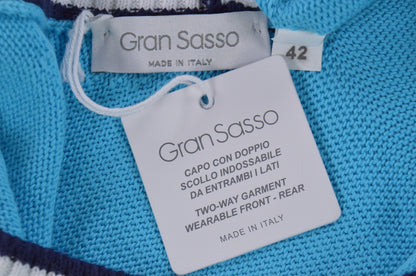 Gran Sasso
MADE IN ITALY
42
Gran Sasso
CAPO CON DOPPIO
SCOLLO INDOSSABILE
DA ENTRAMBI I LATI
TWO-WAY GARMENT
WEARABLE FRONT - REAR
MADE IN ITALY